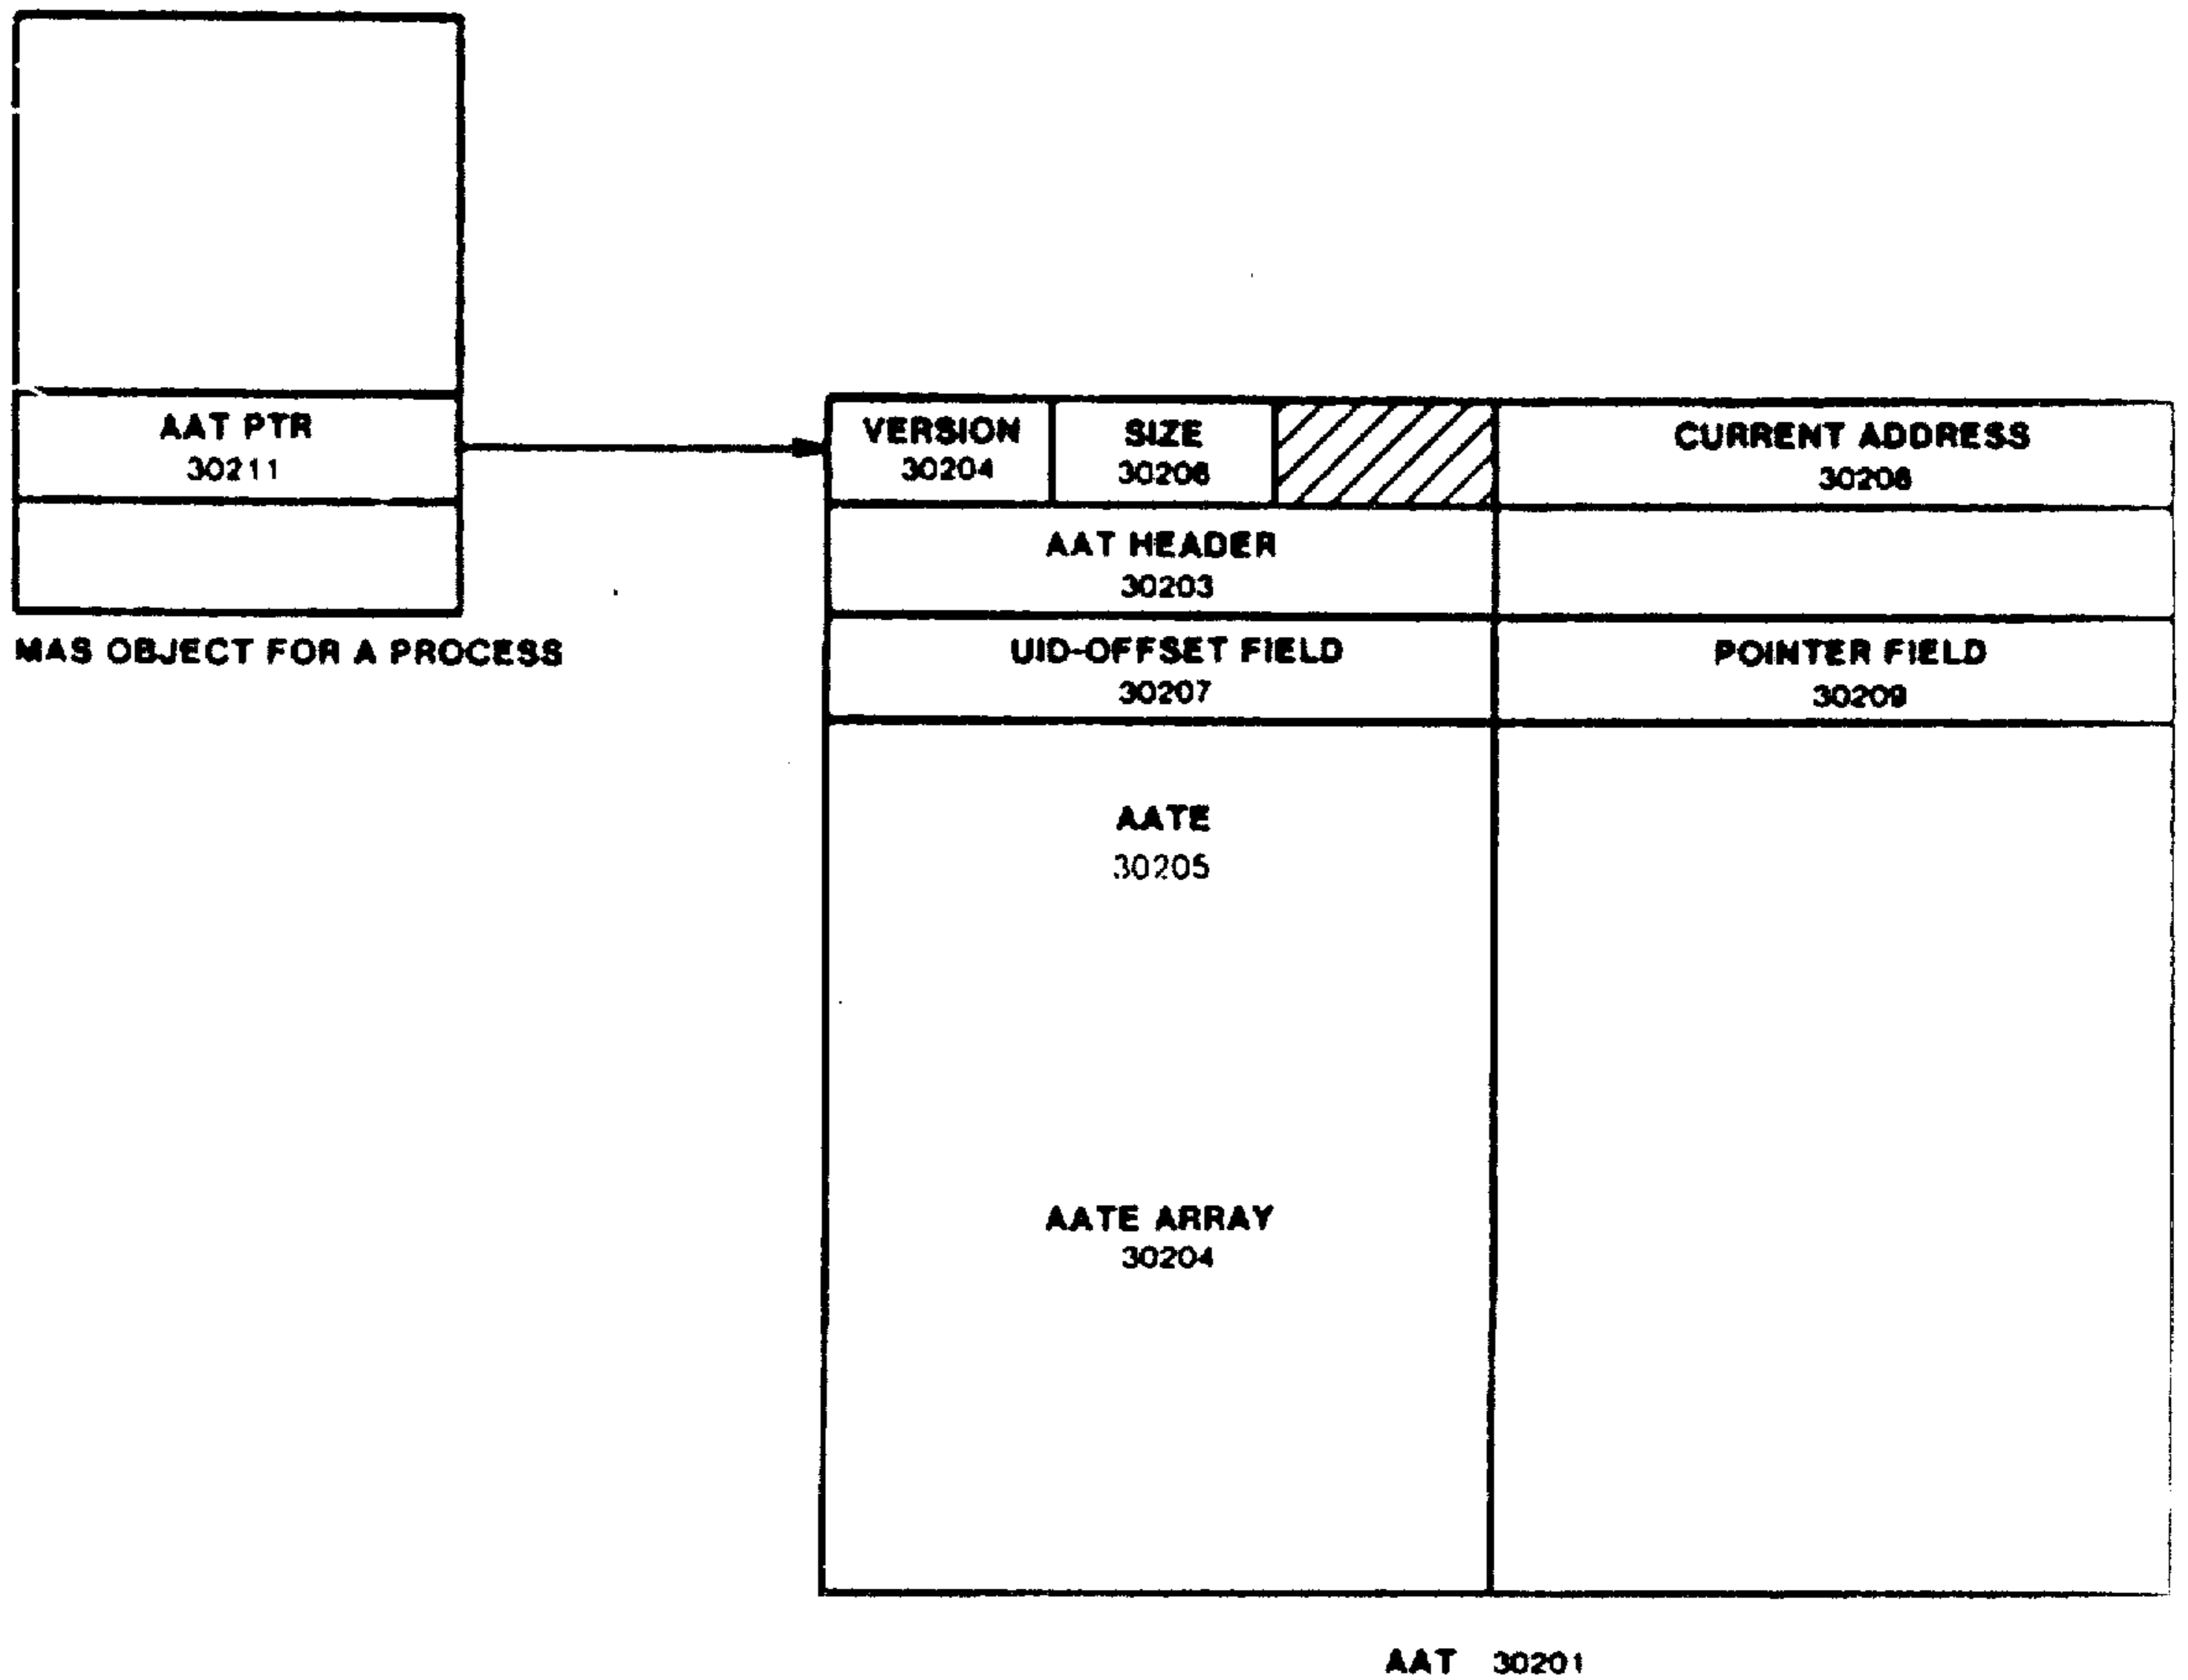 AAT PTR
30211
MAS OBJECT FOR A PROCESS
VERSION
30204
SIZE
30206
CURRENT ADDRESS
30208
AAT HEADER
30203
UID-OFFSET FIELD
30207
POINTER FIELD
30209
AATE
30205
AATE ARRAY
30204
AAT 30201